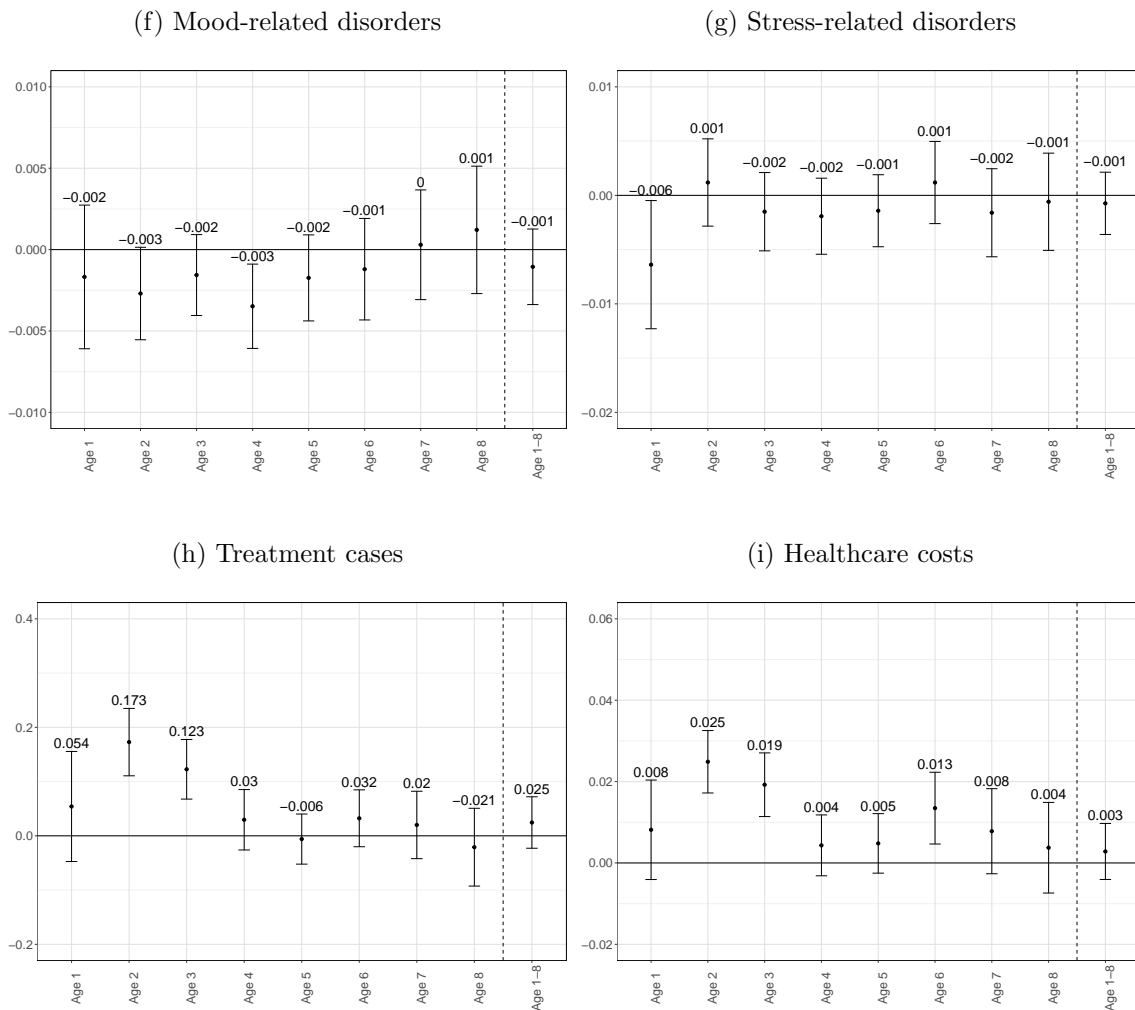 (f) Mood-related disorders
0.010
0.005
0.000
−0.005
−0.010
−0.002
−0.003
−0.002
−0.003
−0.002
−0.001
0
0.001
−0.001
Age 1
Age 2
Age 3
Age 4
Age 5
Age 6
Age 7
Age 8
Age 1−8
(g) Stress-related disorders
0.01
0.00
−0.01
−0.02
−0.006
0.001
−0.002
−0.002
−0.001
0.001
−0.002
−0.001
−0.001
Age 1
Age 2
Age 3
Age 4
Age 5
Age 6
Age 7
Age 8
Age 1−8
(h) Treatment cases
0.4
0.2
0.0
−0.2
0.054
0.173
0.123
0.03
−0.006
0.032
0.02
−0.021
0.025
Age 1
Age 2
Age 3
Age 4
Age 5
Age 6
Age 7
Age 8
Age 1−8
(i) Healthcare costs
0.06
0.04
0.02
0.00
−0.02
0.008
0.025
0.019
0.004
0.005
0.013
0.008
0.004
0.003
Age 1
Age 2
Age 3
Age 4
Age 5
Age 6
Age 7
Age 8
Age 1−8